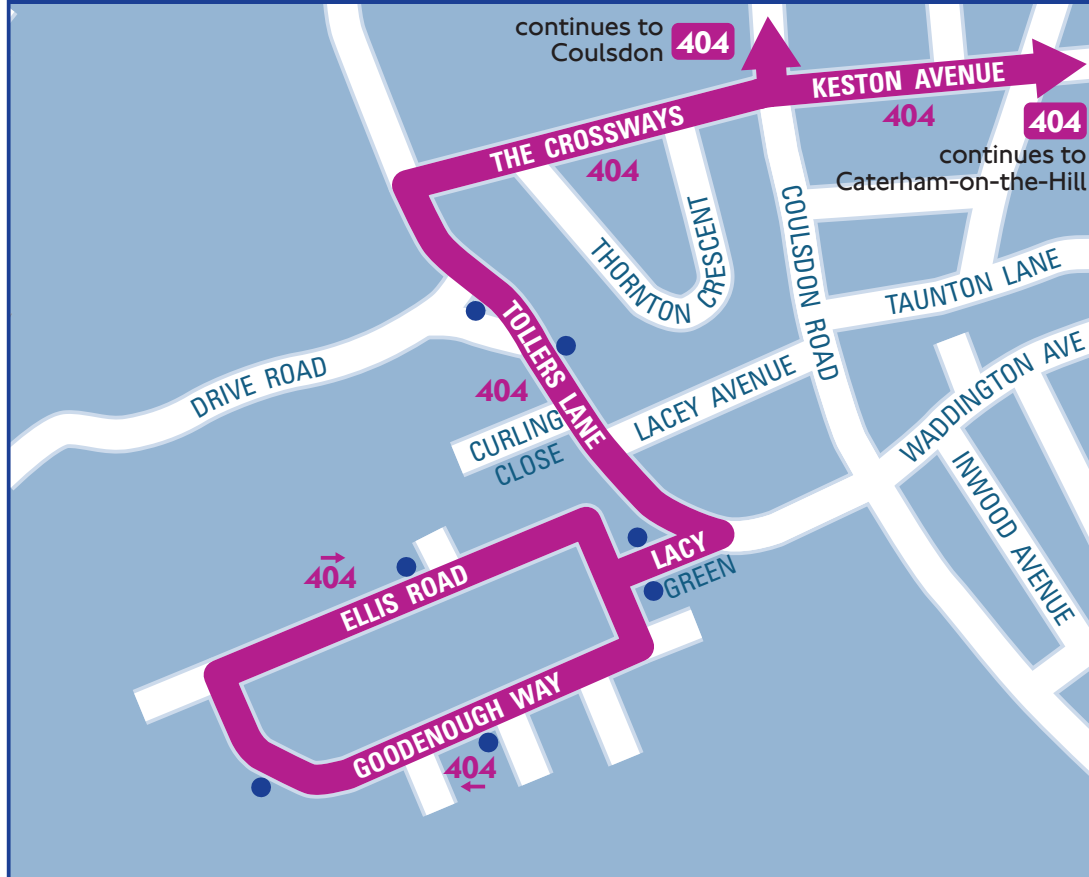 continues to
Coulsdon 404
KESTON AVENUE
404
404
continues to
Caterham-on-the-Hill
THE CROSSWAYS
404
THORNTON CRESCENT
COULSDON ROAD
TAUNTON LANE
TOLLERS LANE
404
DRIVE ROAD
LACEY AVENUE
CURLING
CLOSE
WADDINGTON AVE
INWOOD AVENUE
LACY
GREEN
→
404
ELLIS ROAD
GOODENOUGH WAY
404
←